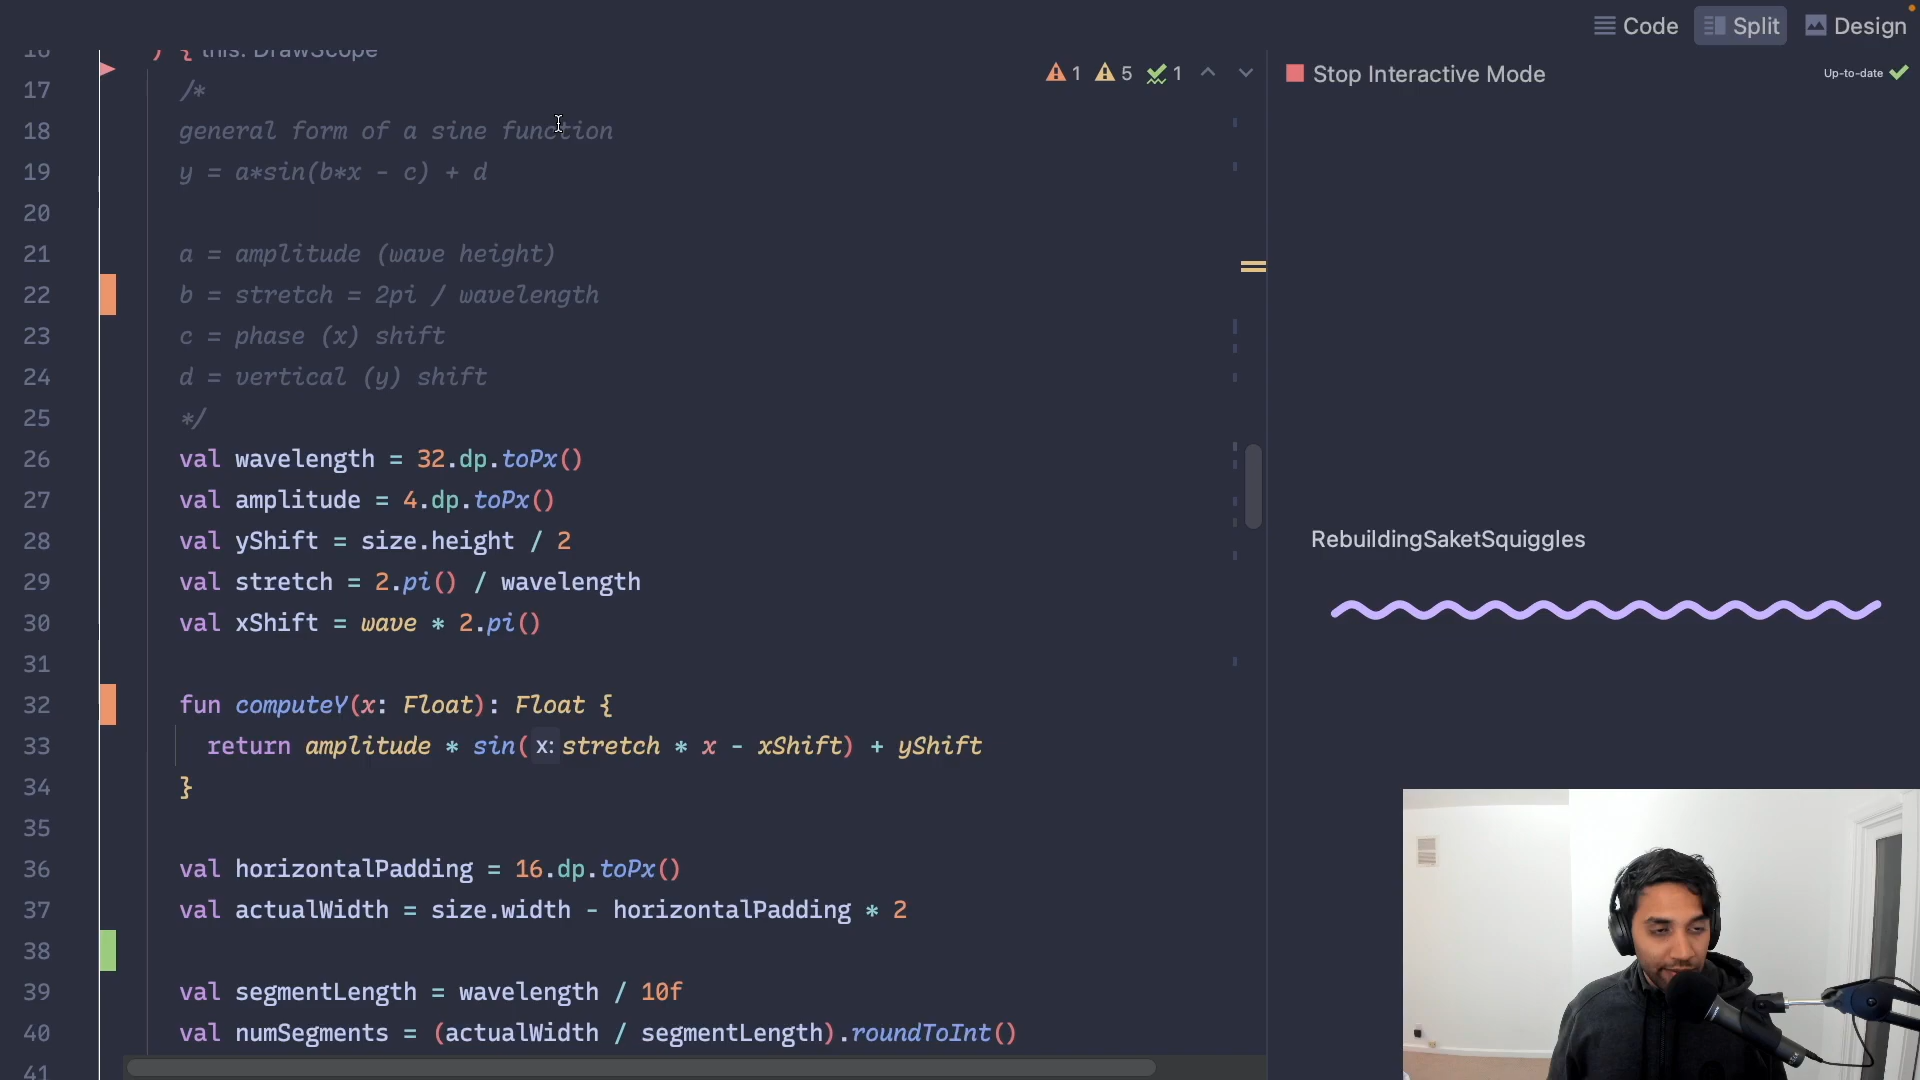 Code Split Design
16 ) { this: DrawScope
1 5 1
Stop Interactive Mode
Up-to-date
17 /*
18 general form of a sine function
19 y = a*sin(b*x - c) + d
20
21 a = amplitude (wave height)
22 b = stretch = 2pi / wavelength
23 c = phase (x) shift
24 d = vertical (y) shift
25 */
26 val wavelength = 32.dp.toPx()
27 val amplitude = 4.dp.toPx()
28 val yShift = size.height / 2
29 val stretch = 2.pi() / wavelength
30 val xShift = wave * 2.pi()
31
32 fun computeY(x: Float): Float {
33 return amplitude * sin( x: stretch * x - xShift) + yShift
34 }
35
36 val horizontalPadding = 16.dp.toPx()
37 val actualWidth = size.width - horizontalPadding * 2
38
39 val segmentLength = wavelength / 10f
40 val numSegments = (actualWidth / segmentLength).roundToInt()
41
RebuildingSaketSquiggles